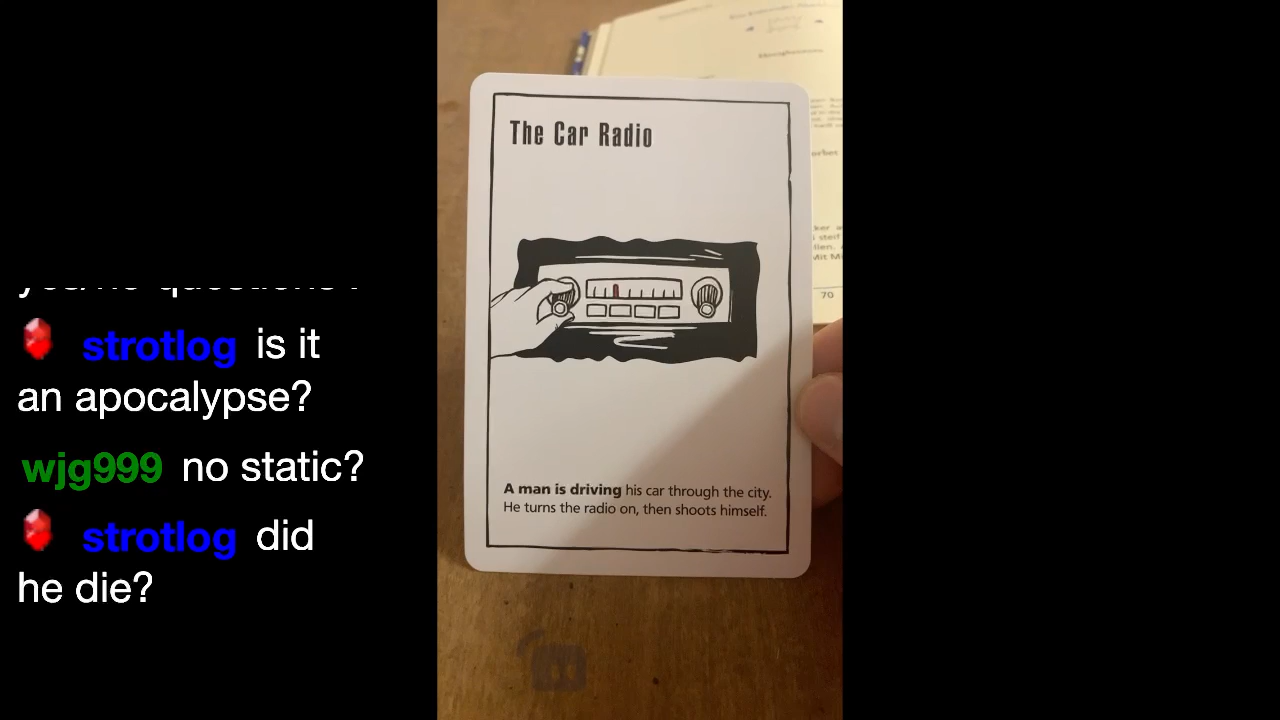 strotlog is it
an apocalypse?
wjg999 no static?
strotlog did
he die?
The Car Radio
A man is driving his car through the city.
He turns the radio on, then shoots himself.
70